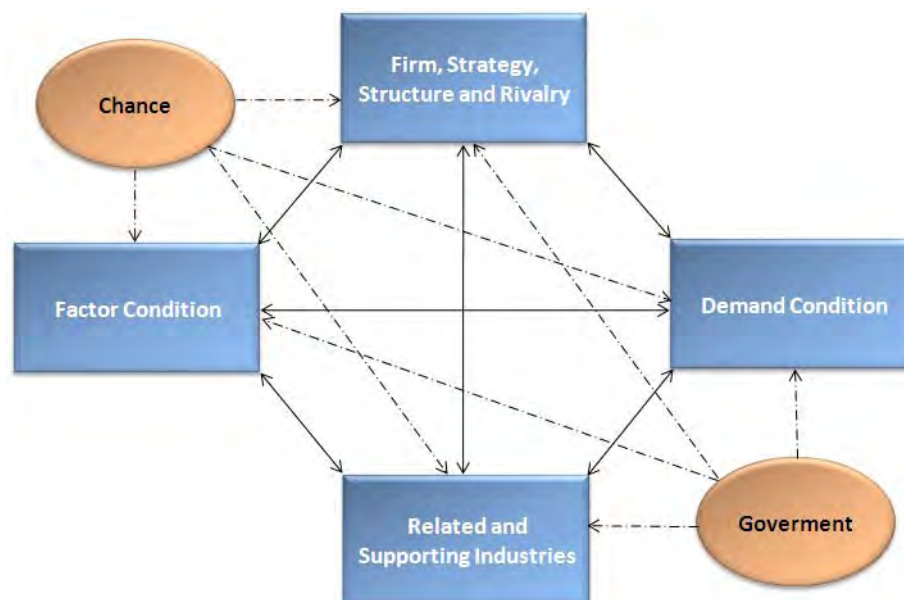 Firm, Strategy,
Structure and Rivalry
Chance
Factor Condition
Demand Condition
Related and
Supporting Industries
Goverment